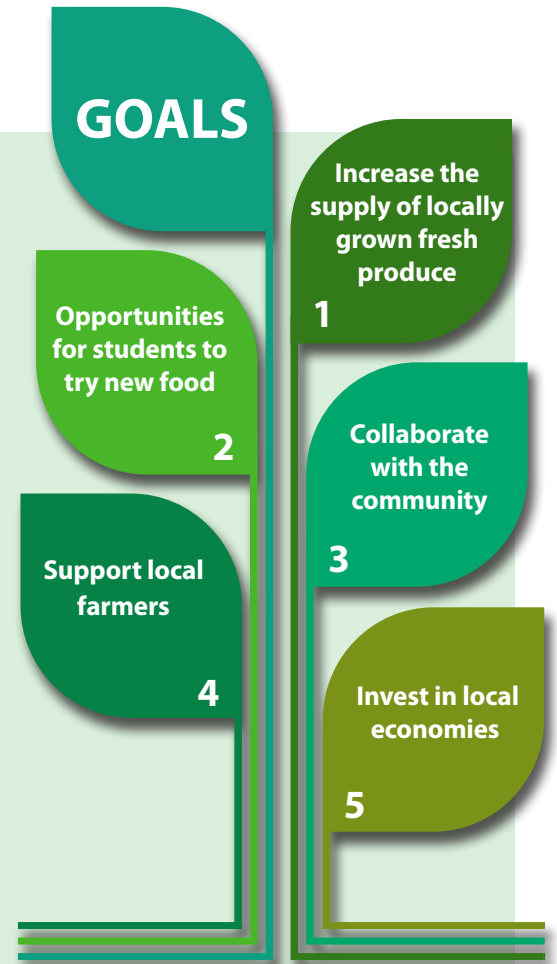 GOALS
Increase the
supply of locally
grown fresh
produce
1
Opportunities
for students to
try new food
2
Collaborate
with the
community
3
Support local
farmers
4
Invest in local
economies
5